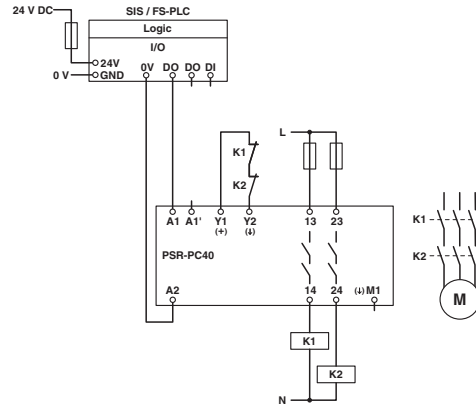 24 V DC
SIS / FS-PLC
Logic
I/O
24V
0V DO DO DI
0 V
GND
L
K1
K2
A1 A1' Y1 Y2 13 23
(+) (↓)
K1
PSR-PC40
K2
A2 14 24 (↓) M1
M
K1
K2
N